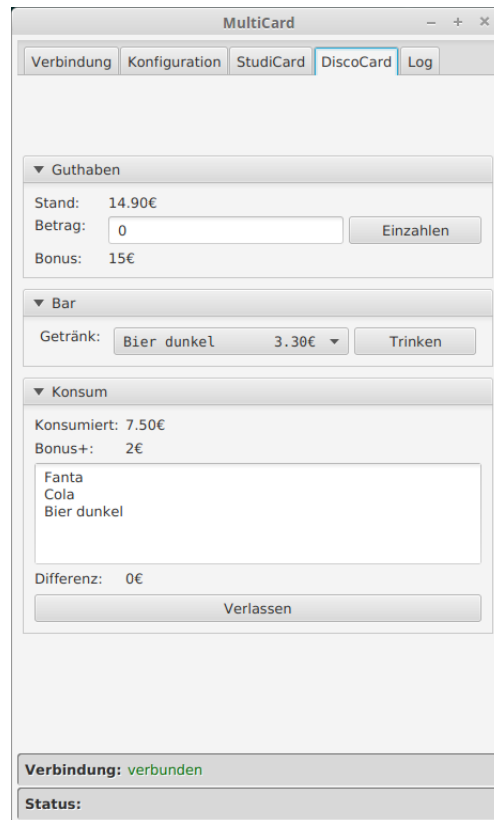 MultiCard
Verbindung Konfiguration StudiCard DiscoCard Log
Guthaben
Stand: 14.90€
Betrag: 0 Einzahlen
Bonus: 15€
Bar
Getränk: Bier dunkel 3.30€ Trinken
Konsum
Konsumiert: 7.50€
Bonus+: 2€
Fanta
Cola
Bier dunkel
Differenz: 0€
Verlassen
Verbindung: verbunden
Status: